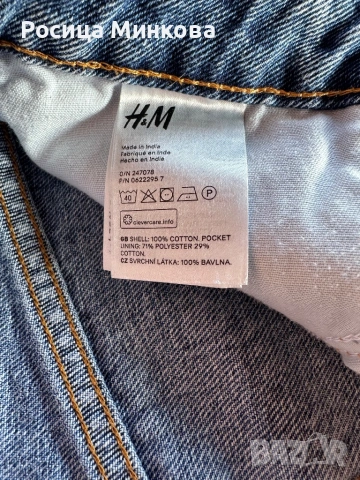 Росица Минкова
H&M
Made in India
Fabriqué en Inde
Hecho en India
O/N 247078
P/N 0622295 7
40 P
clevercare.info
GB SHELL: 100% COTTON. POCKET
LINING: 71% POLYESTER 29%
COTTON.
CZ SVRCHNÍ LÁTKA: 100% BAVLNA.
BAZAR